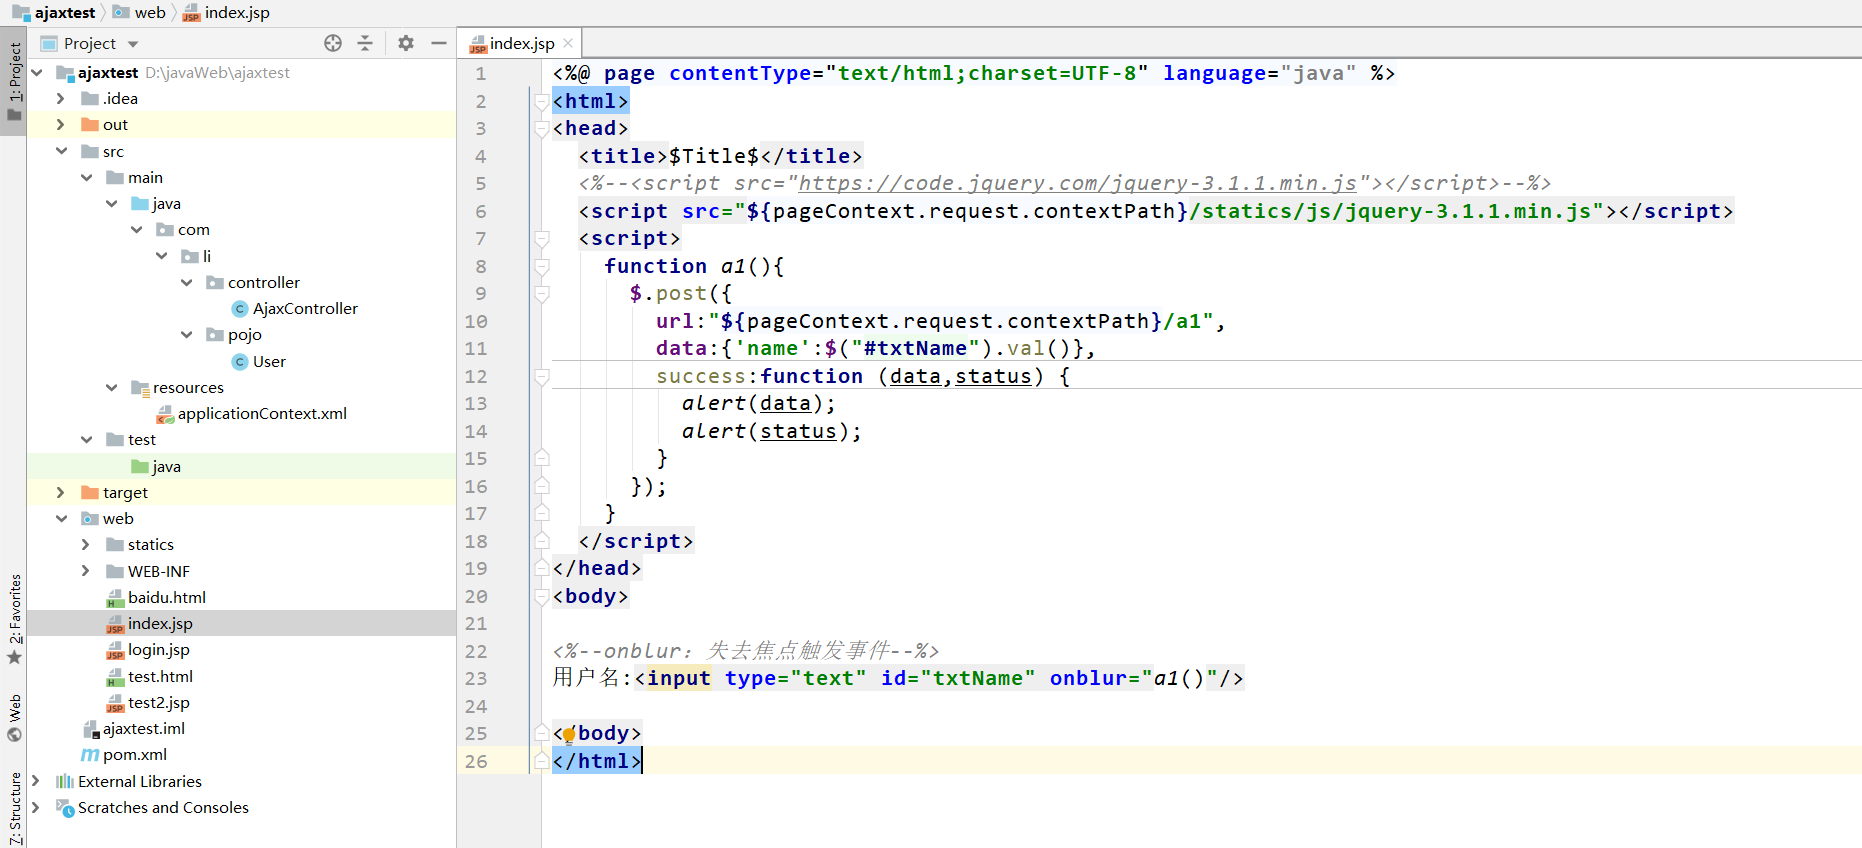 ajaxtest web index.jsp
Project
index.jsp
1: Project
2: Favorites
Web
Z: Structure
ajaxtest D:\javaWeb\ajaxtest
.idea
out
src
main
java
com
li
controller
AjaxController
pojo
User
resources
applicationContext.xml
test
java
target
web
statics
WEB-INF
baidu.html
index.jsp
login.jsp
test.html
test2.jsp
ajaxtest.iml
pom.xml
External Libraries
Scratches and Consoles
1 <%@ page contentType="text/html;charset=UTF-8" language="java" %>
2 <html>
3 <head>
4 <title>$Title$</title>
5 <%--<script src="https://code.jquery.com/jquery-3.1.1.min.js"></script>--%>
6 <script src="${pageContext.request.contextPath}/statics/js/jquery-3.1.1.min.js"></script>
7 <script>
8 function a1(){
9 $.post({
10 url:"${pageContext.request.contextPath}/a1",
11 data:{'name':$("#txtName").val()},
12 success:function (data,status) {
13 alert(data);
14 alert(status);
15 }
16 });
17 }
18 </script>
19 </head>
20 <body>
21
22 <%--onblur：失去焦点触发事件--%>
23 用户名:<input type="text" id="txtName" onblur="a1()"/>
24
25 </body>
26 </html>